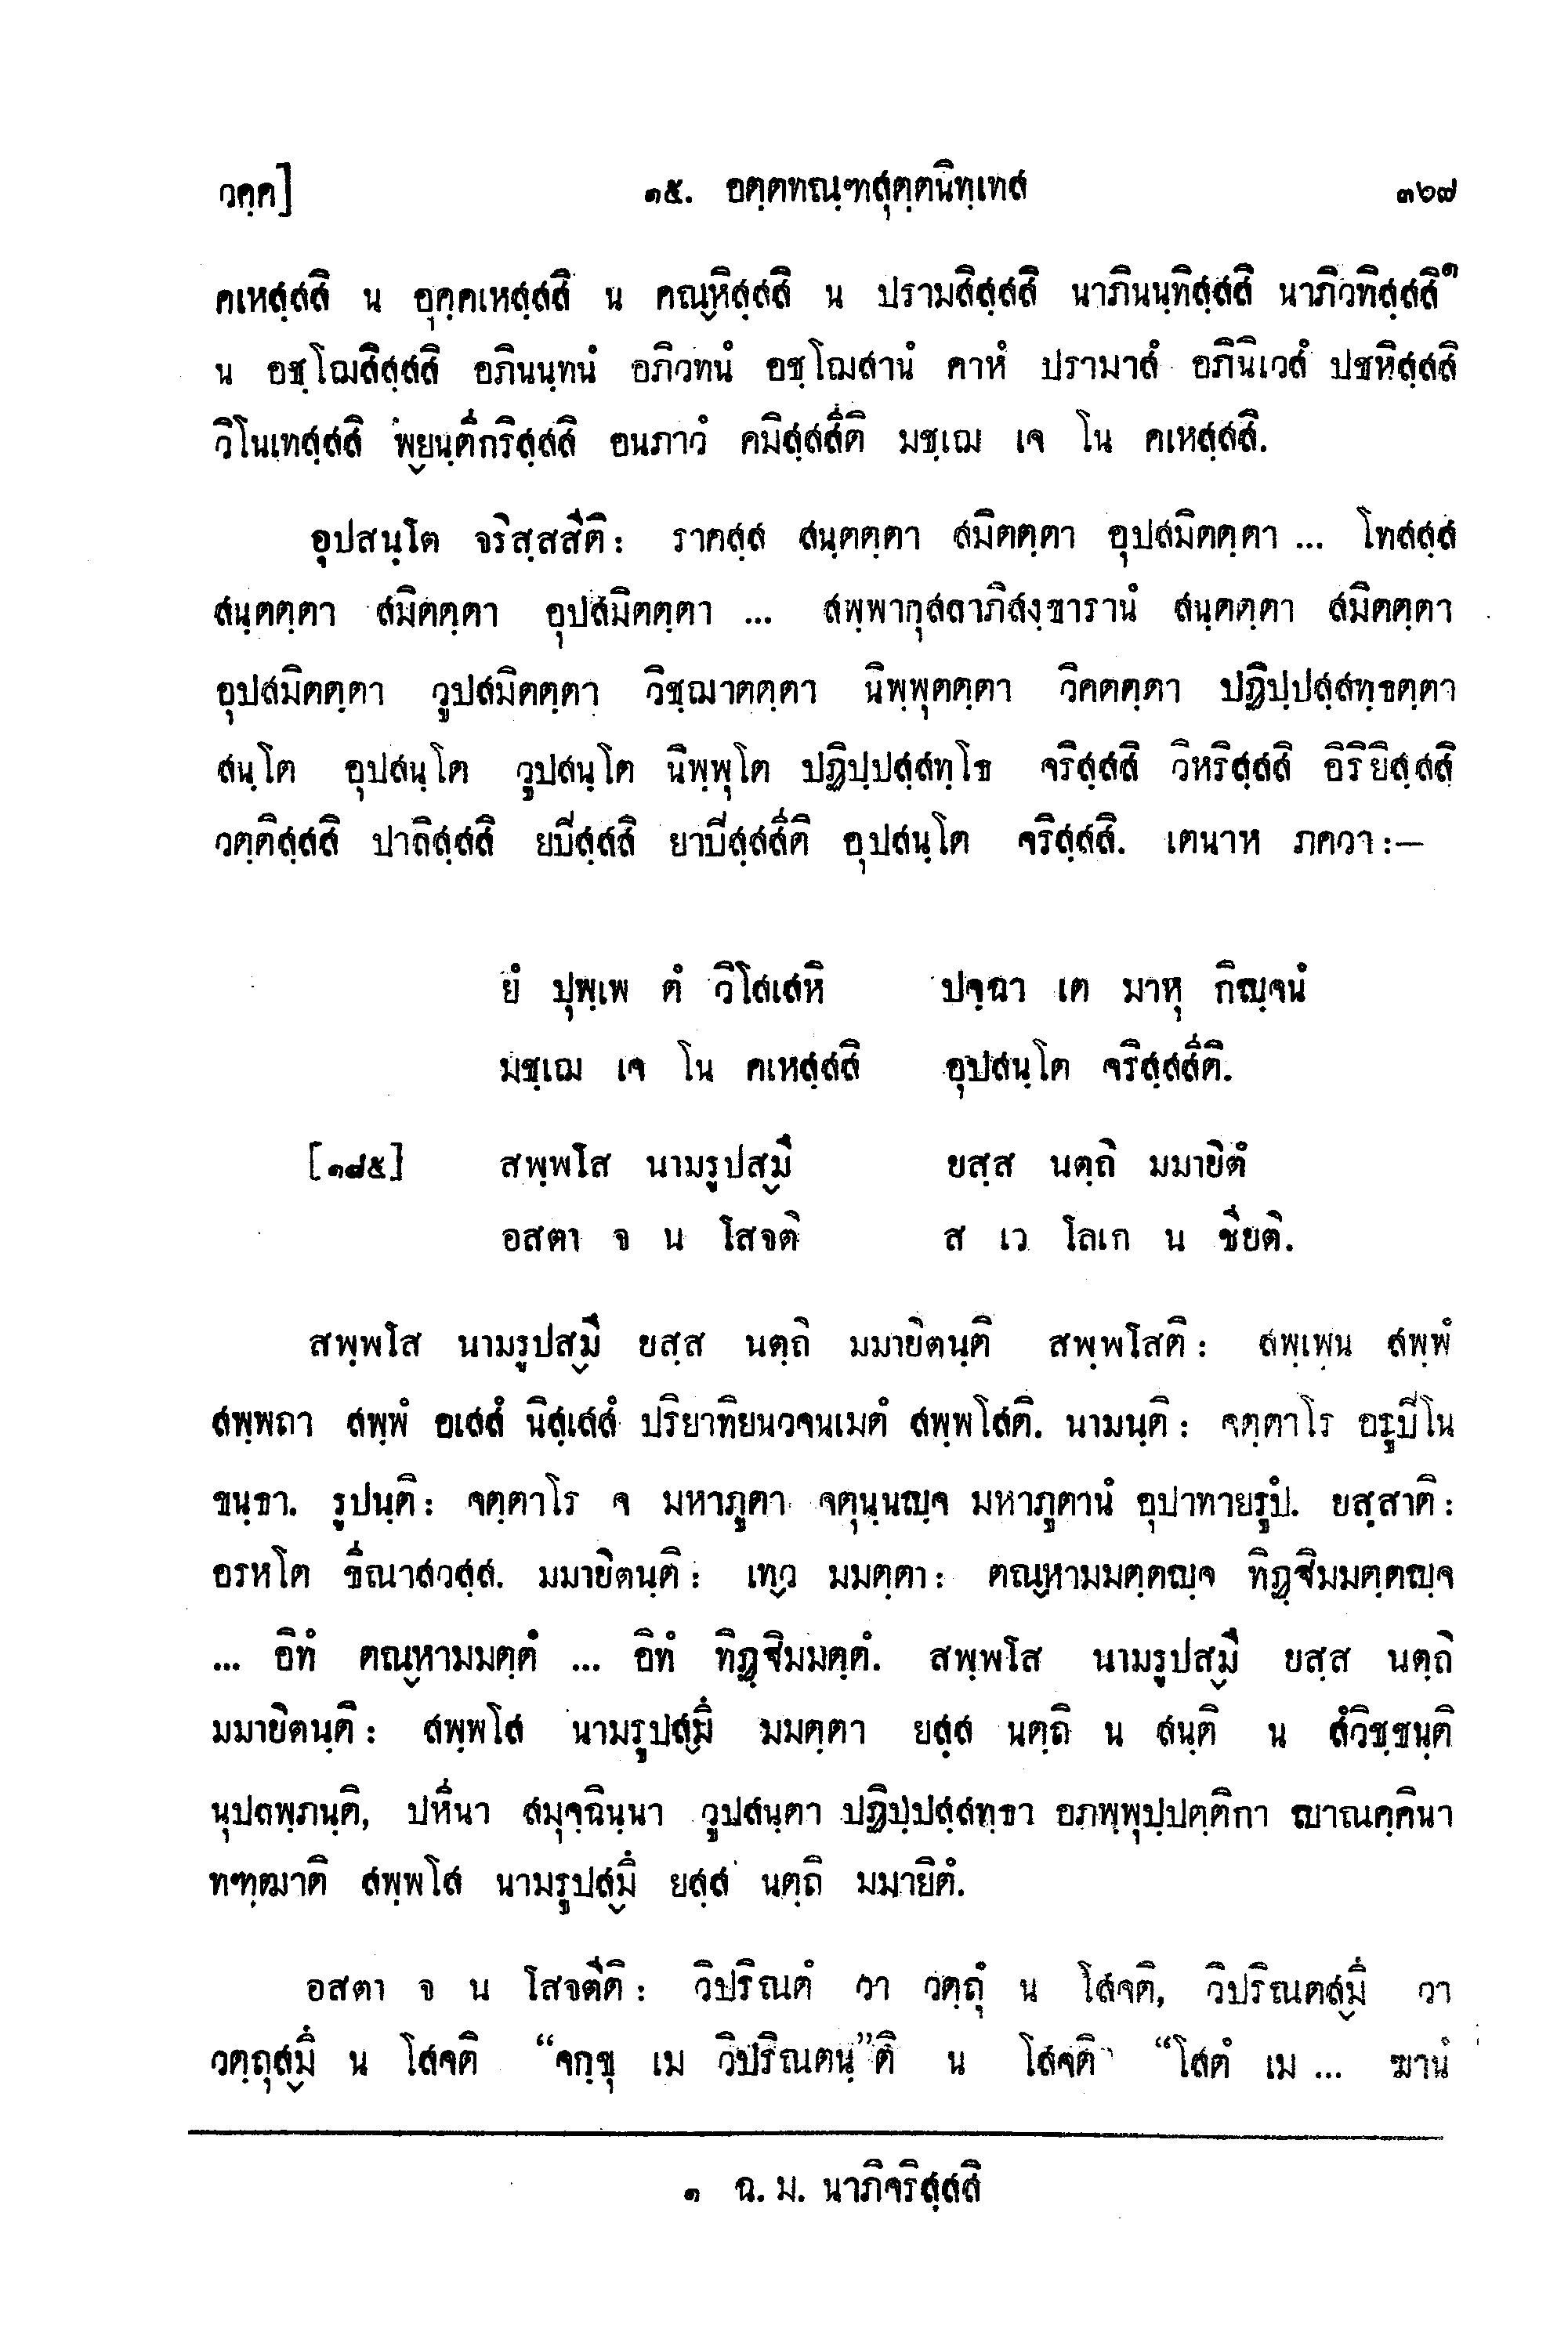 วคฺค]	๑๕. อตฺตทณฺฑสุตฺตนิทฺเทส	๓๖๗
คเหสฺสสิ น อุคฺคเหสฺสสิ น คณฺหิสฺสสิ น ปรามสิสฺสสิ นาภินนฺทิสฺสสิ นาภิวทิสฺสสิ๑
น อชฺโฌสิสฺสสิ อภินนฺทนํ อภิวทนํ อชฺโฌสานํ คาหํ ปรามาสํ อภินิเวสํ ปชหิสฺสสิ
วิโนเทสฺสสิ พฺยนฺตีกริสฺสสิ อนภาวํ คมิสฺสสีติ มชฺเฌ เจ โน คเหสฺสสิ.
อุปสนฺโต จริสฺสสีติ: ราคสฺส สนฺตตฺตา สมิตตฺตา อุปสมิตตฺตา ... โทสสฺส
สนฺตตฺตา สมิตตฺตา อุปสมิตตฺตา ... สพฺพากุสลาภิสงฺขารานํ สนฺตตฺตา สมิตตฺตา
อุปสมิตตฺตา วูปสมิตตฺตา วิชฺฌาตตฺตา นิพฺพุตตฺตา วิคตตฺตา ปฏิปฺปสฺสทฺธตฺตา
สนฺโต อุปสนฺโต วูปสนฺโต นิพฺพุโต ปฏิปฺปสฺสทฺโธ จริสฺสสิ วิหริสฺสสิ อิริยิสฺสสิ
วตฺติสฺสสิ ปาลิสฺสสิ ยปิสฺสสิ ยาปิสฺสสีติ อุปสนฺโต จริสฺสสิ. เตนาห ภควา :—
ยํ ปุพฺเพ ตํ วิโสเสหิ	ปจฺฉา เต มาหุ กิญฺจนํ
มชฺเฌ เจ โน คเหสฺสสิ	อุปสนฺโต จริสฺสสีติ.
[๑๘๕]	สพฺพโส นามรูปสฺมึ	ยสฺส นตฺถิ มมายิตํ
อสตา จ น โสจติ	ส เว โลเก น ชียติ.
สพฺพโส นามรูปสฺมึ ยสฺส นตฺถิ มมายิตนฺติ สพฺพโสติ: สพฺเพน สพฺพํ
สพฺพถา สพฺพํ อเสสํ นิสฺเสสํ ปริยาทิยนวจนเมตํ สพฺพโสติ. นามนฺติ: จตฺตาโร อรูปิโน
ขนฺธา. รูปนฺติ: จตฺตาโร จ มหาภูตา จตุนฺนญฺจ มหาภูตานํ อุปาทายรูปํ. ยสฺสาติ:
อรหโต ขีณาสวสฺส. มมายิตนฺติ: เทฺว มมตฺตา: ตณฺหามมตฺตญฺจ ทิฏฺฐิมมตฺตญฺจ
... อิทํ ตณฺหามมตฺตํ ... อิทํ ทิฏฺฐิมมตฺตํ. สพฺพโส นามรูปสฺมึ ยสฺส นตฺถิ
มมายิตนฺติ: สพฺพโส นามรูปสฺมึ มมตฺตา ยสฺส นตฺถิ น สนฺติ น สํวิชฺชนฺติ
นุปลพฺภนฺติ, ปหีนา สมุจฺฉินฺนา วูปสนฺตา ปฏิปฺปสฺสทฺธา อภพฺพุปฺปตฺติกา ญาณคฺคินา
ทฑฺฒาติ สพฺพโส นามรูปสฺมึ ยสฺส นตฺถิ มมายิตํ.
อสตา จ น โสจตีติ: วิปริณตํ วา วตฺถุํ น โสจติ, วิปริณตสฺมึ วา
วตฺถุสฺมึ น โสจติ “จกฺขุ เม วิปริณตนฺ”ติ น โสจติ “โสตํ เม ... ฆานํ
๑ ฉ. ม. นาภิจริสฺสสิ